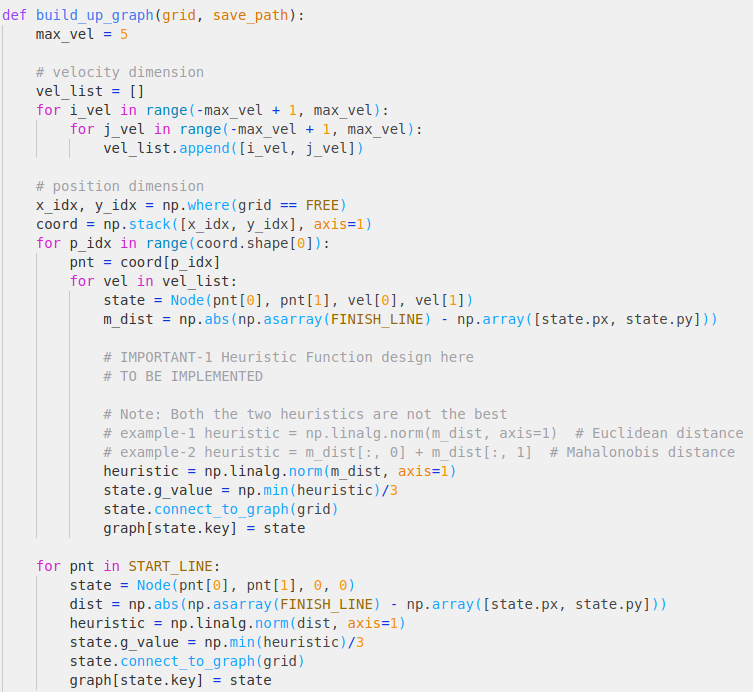 def build_up_graph(grid, save_path):
    max_vel = 5

    # velocity dimension
    vel_list = []
    for i_vel in range(-max_vel + 1, max_vel):
        for j_vel in range(-max_vel + 1, max_vel):
            vel_list.append([i_vel, j_vel])

    # position dimension
    x_idx, y_idx = np.where(grid == FREE)
    coord = np.stack([x_idx, y_idx], axis=1)
    for p_idx in range(coord.shape[0]):
        pnt = coord[p_idx]
        for vel in vel_list:
            state = Node(pnt[0], pnt[1], vel[0], vel[1])
            m_dist = np.abs(np.asarray(FINISH_LINE) - np.array([state.px, state.py]))

            # IMPORTANT-1 Heuristic Function design here
            # TO BE IMPLEMENTED

            # Note: Both the two heuristics are not the best
            # example-1 heuristic = np.linalg.norm(m_dist, axis=1)  # Euclidean distance
            # example-2 heuristic = m_dist[:, 0] + m_dist[:, 1]  # Mahalonobis distance
            heuristic = np.linalg.norm(m_dist, axis=1)
            state.g_value = np.min(heuristic)/3
            state.connect_to_graph(grid)
            graph[state.key] = state

    for pnt in START_LINE:
        state = Node(pnt[0], pnt[1], 0, 0)
        dist = np.abs(np.asarray(FINISH_LINE) - np.array([state.px, state.py]))
        heuristic = np.linalg.norm(dist, axis=1)
        state.g_value = np.min(heuristic)/3
        state.connect_to_graph(grid)
        graph[state.key] = state